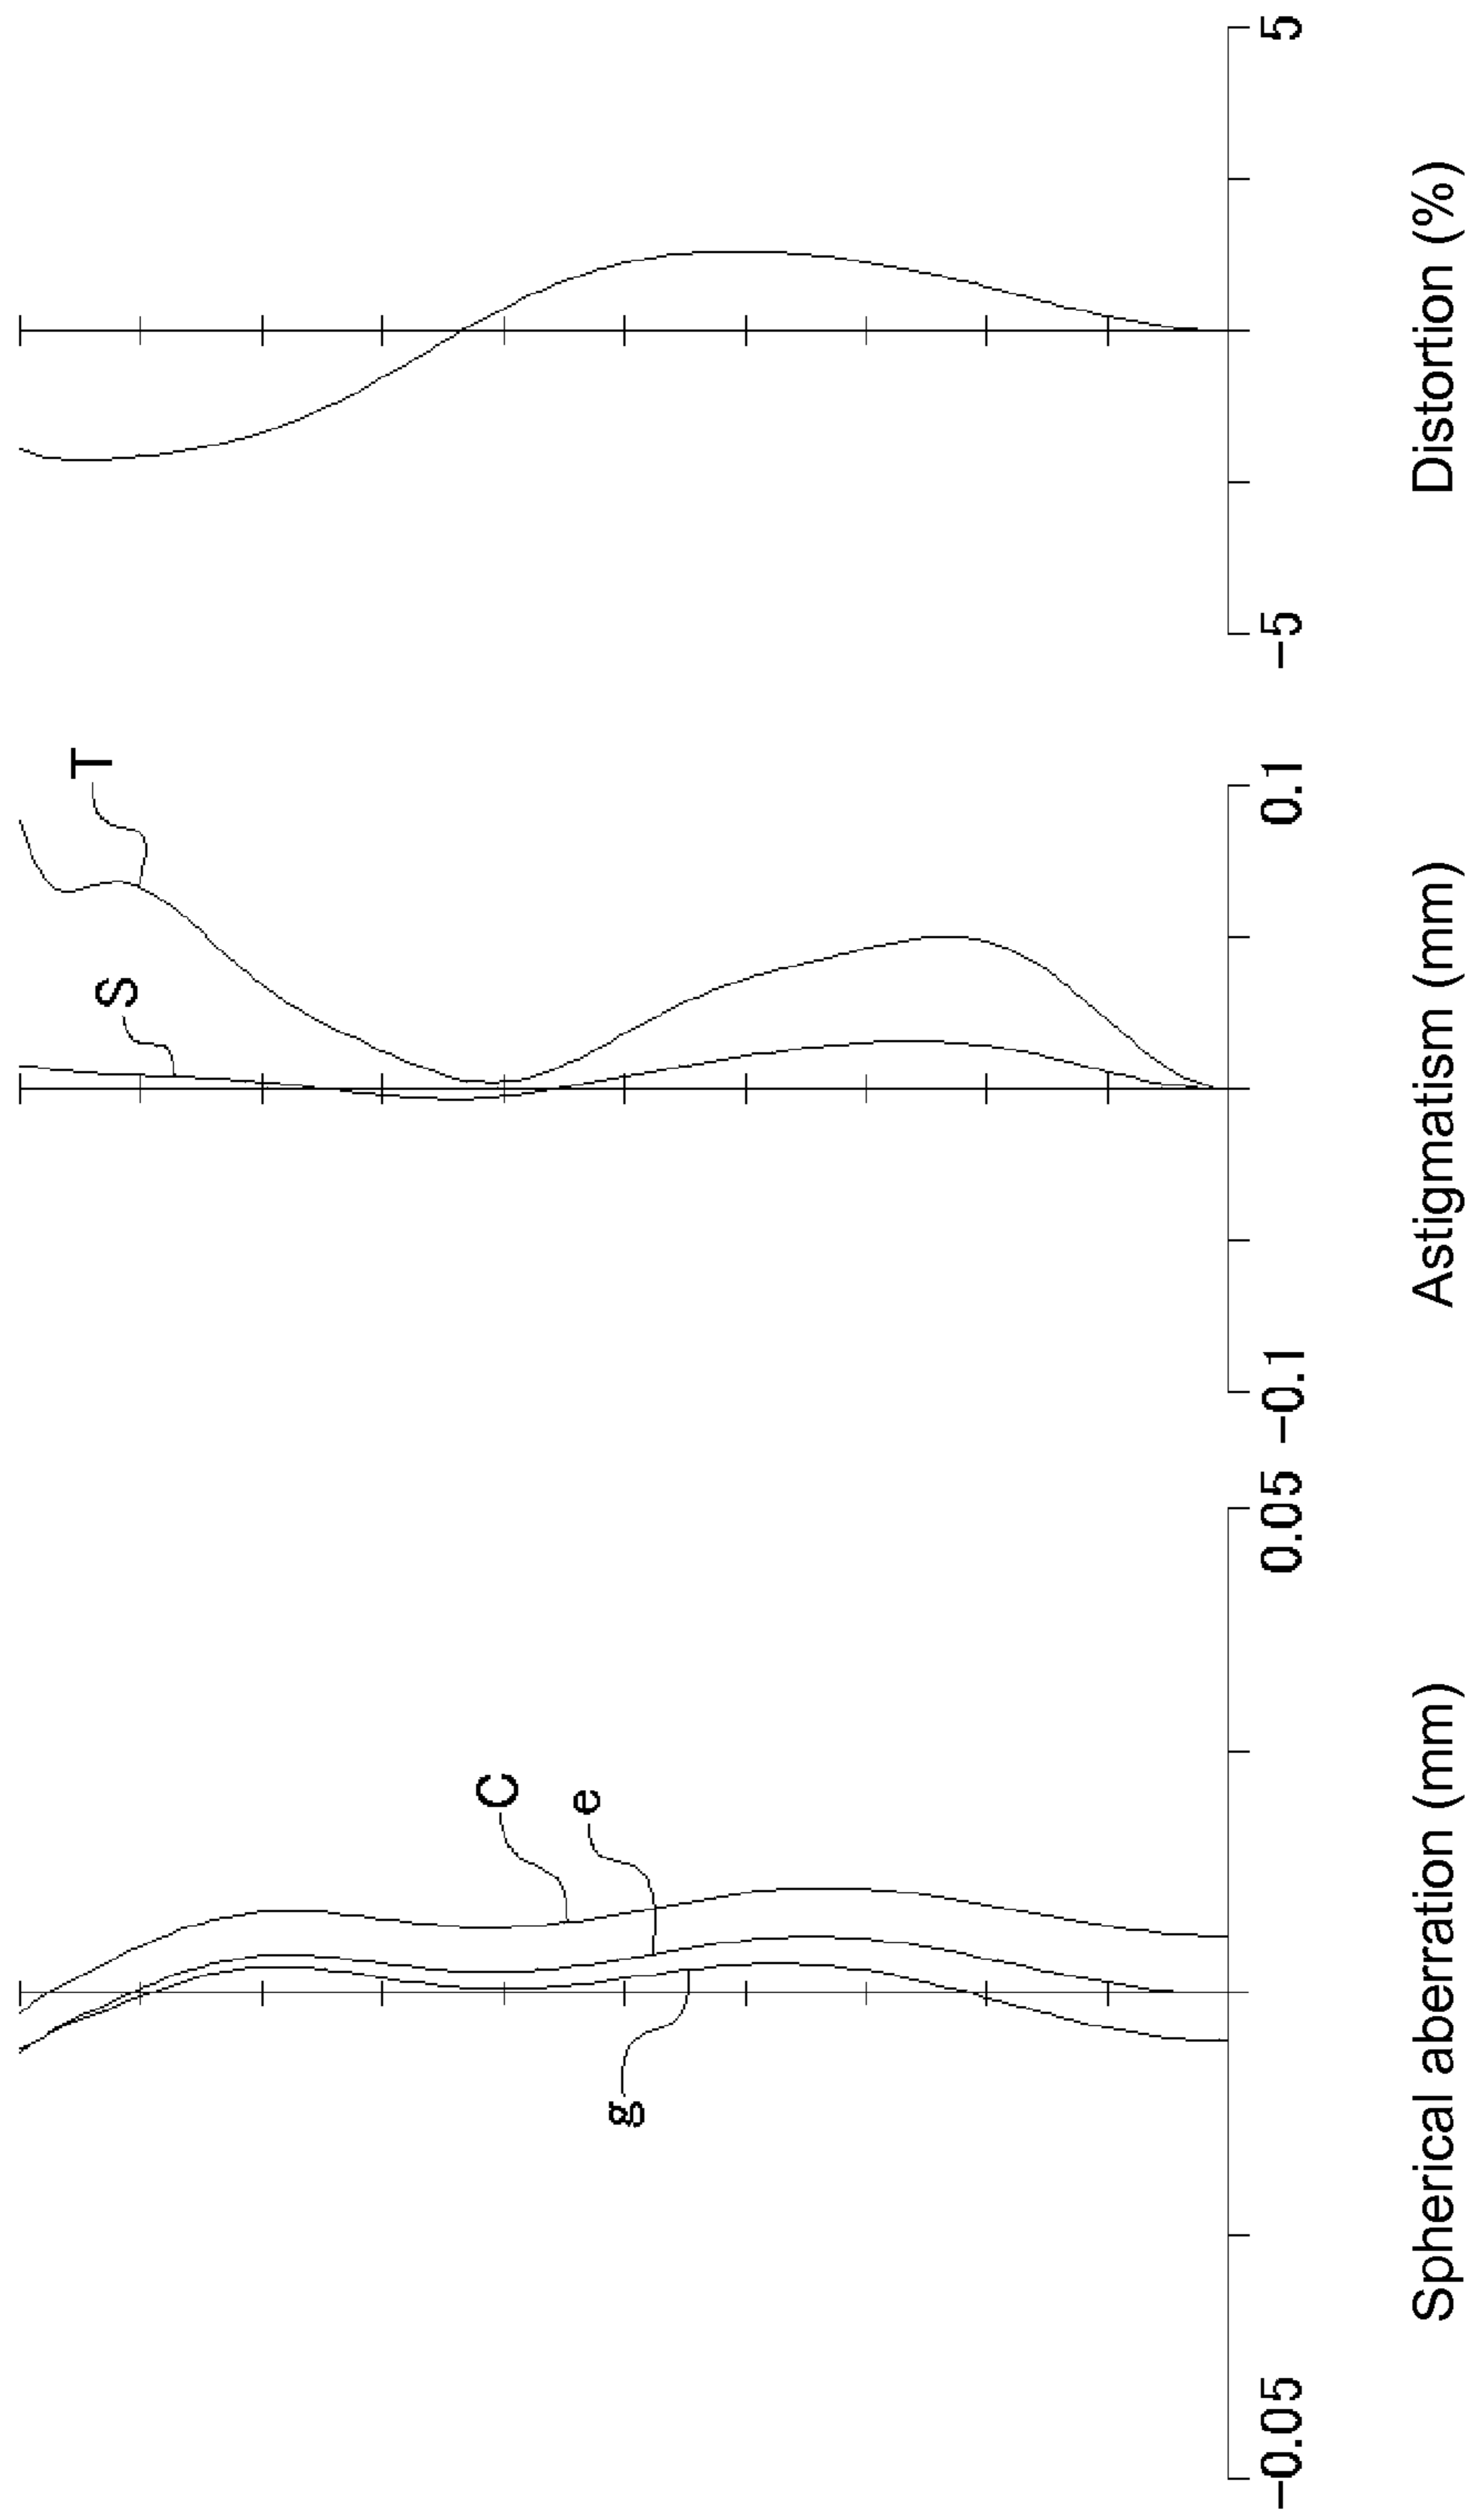 C
e
g
−0.05
0.05
Spherical aberration (mm)
S
T
−0.1
0.1
Astigmatism (mm)
−5
5
Distortion (%)